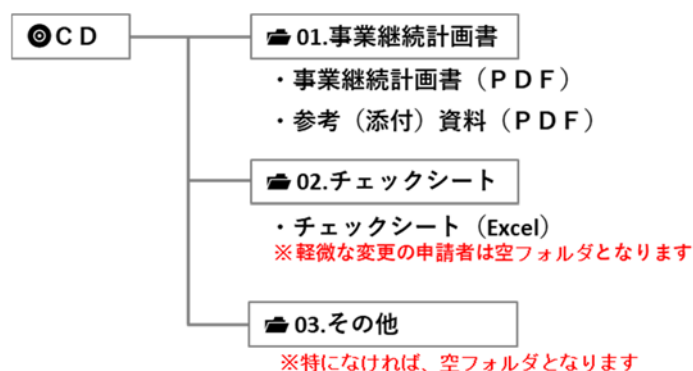 CD
01.事業継続計画書
・事業継続計画書（ＰＤＦ）
・参考（添付）資料（ＰＤＦ）
02.チェックシート
・チェックシート（Excel）
※軽微な変更の申請者は空フォルダとなります
03.その他
※特になければ、空フォルダとなります